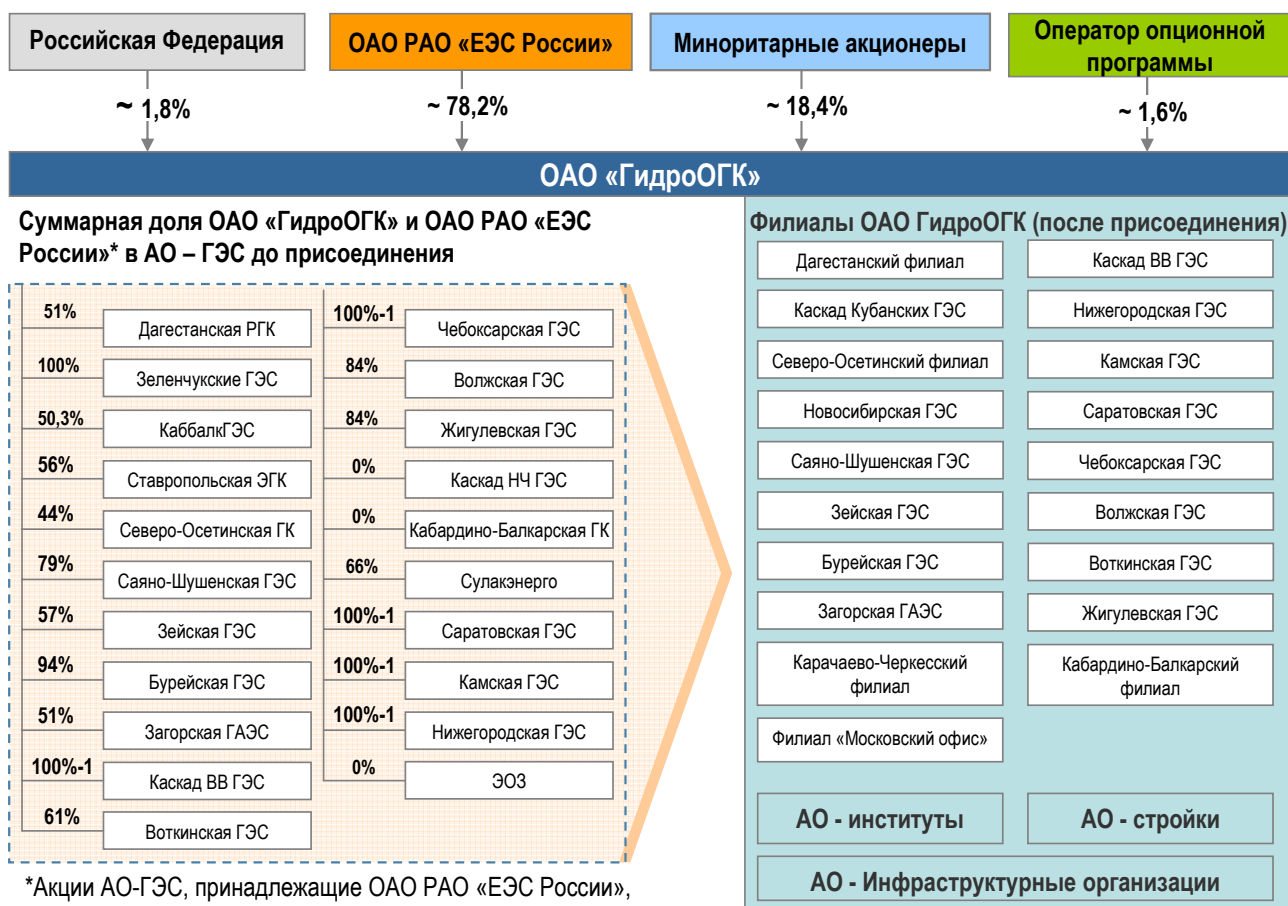 Российская Федерация
ОАО РАО «ЕЭС России»
Миноритарные акционеры
Оператор опционной
программы
~ 1,8%
~ 78,2%
~ 18,4%
~ 1,6%
ОАО «ГидроОГК»
Суммарная доля ОАО «ГидроОГК» и ОАО РАО «ЕЭС
России»* в АО – ГЭС до присоединения
51%
Дагестанская РГК
100%
Зеленчукские ГЭС
50,3%
КаббалкГЭС
56%
Ставропольская ЭГК
44%
Северо-Осетинская ГК
79%
Саяно-Шушенская ГЭС
57%
Зейская ГЭС
94%
Бурейская ГЭС
51%
Загорская ГАЭС
100%-1
Каскад ВВ ГЭС
61%
Воткинская ГЭС
100%-1
Чебоксарская ГЭС
84%
Волжская ГЭС
84%
Жигулевская ГЭС
0%
Каскад НЧ ГЭС
0%
Кабардино-Балкарская ГК
66%
Сулакэнерго
100%-1
Саратовская ГЭС
100%-1
Камская ГЭС
100%-1
Нижегородская ГЭС
0%
ЭОЗ
*Акции АО-ГЭС, принадлежащие ОАО РАО «ЕЭС России»,
Филиалы ОАО ГидроОГК (после присоединения)
Дагестанский филиал
Каскад Кубанских ГЭС
Северо-Осетинский филиал
Новосибирская ГЭС
Саяно-Шушенская ГЭС
Зейская ГЭС
Бурейская ГЭС
Загорская ГАЭС
Карачаево-Черкесский
филиал
Филиал «Московский офис»
Каскад ВВ ГЭС
Нижегородская ГЭС
Камская ГЭС
Саратовская ГЭС
Чебоксарская ГЭС
Волжская ГЭС
Воткинская ГЭС
Жигулевская ГЭС
Кабардино-Балкарский
филиал
АО - институты
АО - стройки
АО - Инфраструктурные организации